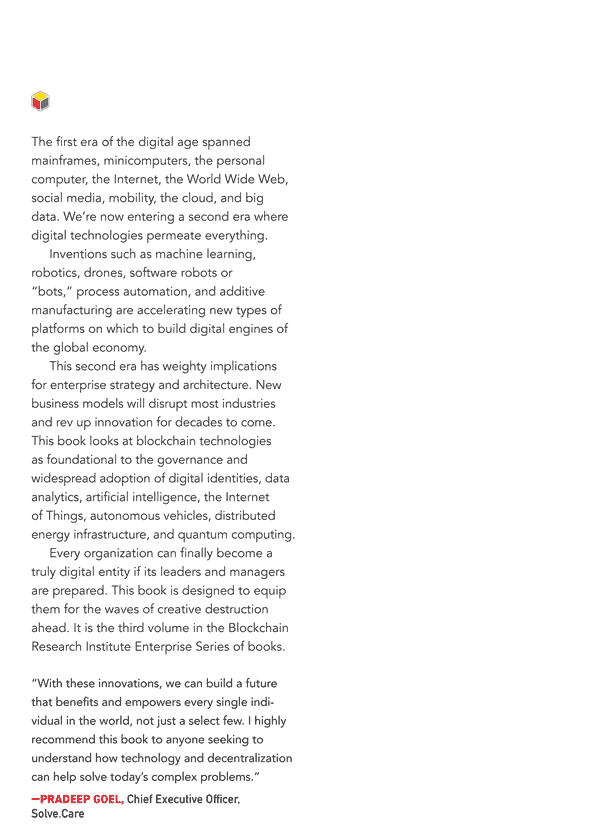 The first era of the digital age spanned
mainframes, minicomputers, the personal
computer, the Internet, the World Wide Web,
social media, mobility, the cloud, and big
data. We’re now entering a second era where
digital technologies permeate everything.
Inventions such as machine learning,
robotics, drones, software robots or
“bots,” process automation, and additive
manufacturing are accelerating new types of
platforms on which to build digital engines of
the global economy.
This second era has weighty implications
for enterprise strategy and architecture. New
business models will disrupt most industries
and rev up innovation for decades to come.
This book looks at blockchain technologies
as foundational to the governance and
widespread adoption of digital identities, data
analytics, artificial intelligence, the Internet
of Things, autonomous vehicles, distributed
energy infrastructure, and quantum computing.
Every organization can finally become a
truly digital entity if its leaders and managers
are prepared. This book is designed to equip
them for the waves of creative destruction
ahead. It is the third volume in the Blockchain
Research Institute Enterprise Series of books.
“With these innovations, we can build a future
that benefits and empowers every single indi-
vidual in the world, not just a select few. I highly
recommend this book to anyone seeking to
understand how technology and decentralization
can help solve today’s complex problems.”
—PRADEEP GOEL, Chief Executive Officer,
Solve.Care